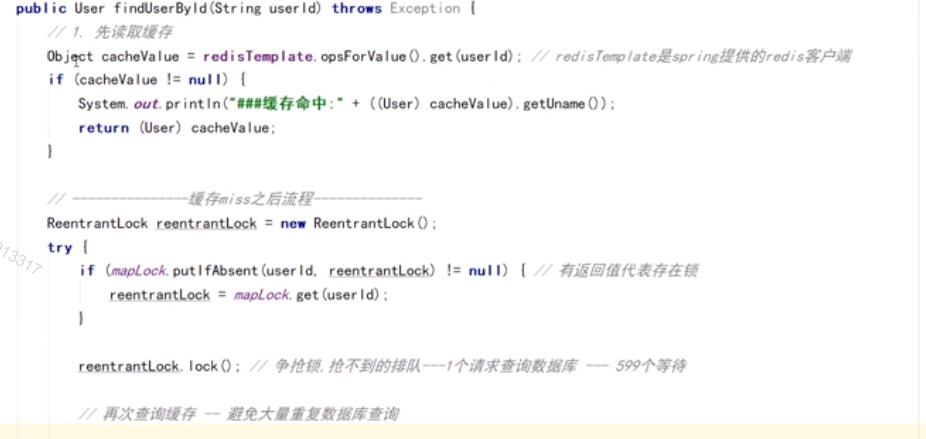 public User findUserById(String userId) throws Exception {
// 1. 先读取缓存
Object cacheValue = redisTemplate.opsForValue().get(userId); // redisTemplate是spring提供的redis客户端
if (cacheValue != null) {
System.out.println("###缓存命中:" + ((User) cacheValue).getUname());
return (User) cacheValue;
}
// ---------------缓存miss之后流程--------------
ReentrantLock reentrantLock = new ReentrantLock();
try {
913317
if (mapLock.putIfAbsent(userId, reentrantLock) != null) { // 有返回值代表存在锁
reentrantLock = mapLock.get(userId);
}
reentrantLock.lock(); // 争抢锁,抢不到的排队---1个请求查询数据库 --- 599个等待
// 再次查询缓存 -- 避免大量重复数据库查询